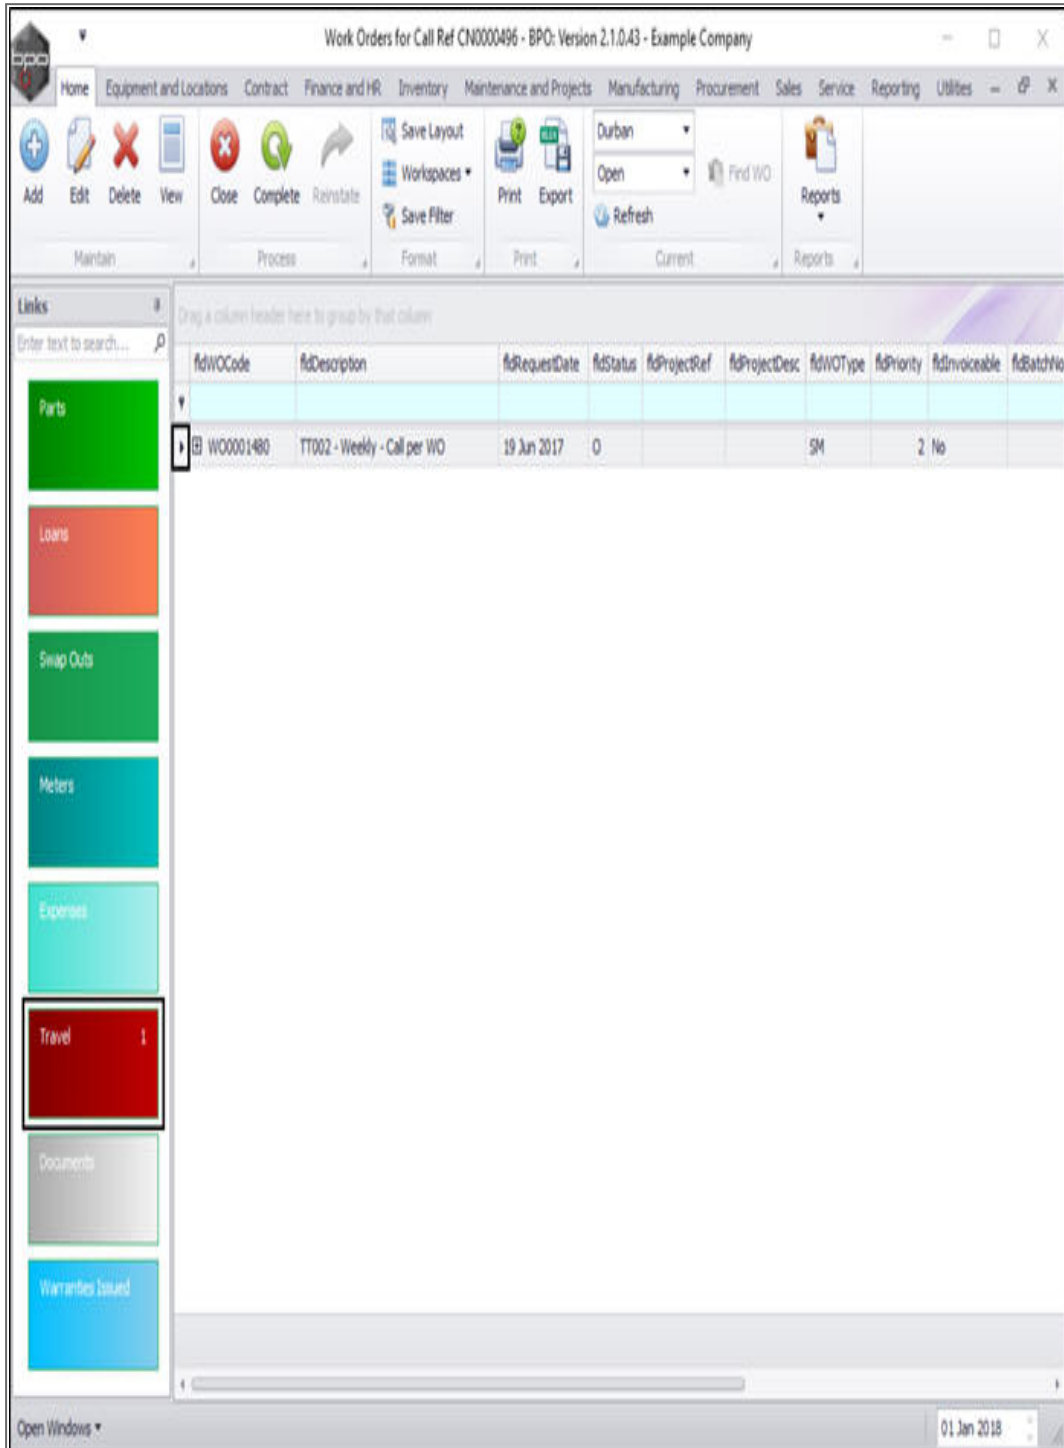 Work Orders for Call Ref CN0000496 - BPO: Version 2.1.0.43 - Example Company
bpo
Home Equipment and Locations Contract Finance and HR Inventory Maintenance and Projects Manufacturing Procurement Sales Service Reporting Utilities
Add Edit Delete View Close Complete Reinstate Save Layout Workspaces Save Filter Print Export Durban Open Refresh Find WO Reports
Maintain Process Format Print Current Reports
Links
Enter text to search...
Drag a column header here to group by that column
fldWOCode fldDescription fldRequestDate fldStatus fldProjectRef fldProjectDesc fldWOType fldPriority fldInvoiceable fldBatchNo
WO0001480 TT002 - Weekly - Call per WO 19 Jun 2017 O SM 2 No
Parts
Loans
Swap Outs
Meters
Expenses
Travel 1
Documents
Warranties Issued
Open Windows 01 Jan 2018